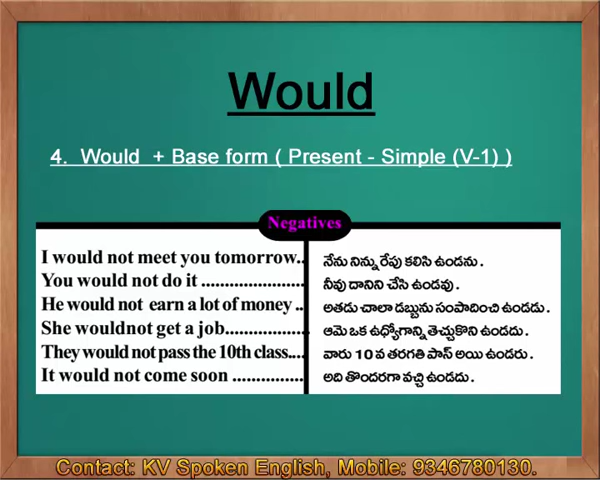 Would
4. Would + Base form ( Present - Simple (V-1) )
Negatives
I would not meet you tomorrow.. నేను నిన్ను రేపు కలిసి ఉండను.
You would not do it ....................... నీవు దానిని చేసి ఉండవు.
He would not earn a lot of money .. అతడు చాలా డబ్బును సంపాదించి ఉండడు.
She wouldnot get a job.................. ఆమె ఒక ఉద్యోగాన్ని తెచ్చుకొని ఉండదు.
They would not pass the 10th class.... వారు 10 వ తరగతి పాస్ అయి ఉండరు.
It would not come soon ................ అది తొందరగా వచ్చి ఉండదు.
Contact: KV Spoken English, Mobile: 9346780130.